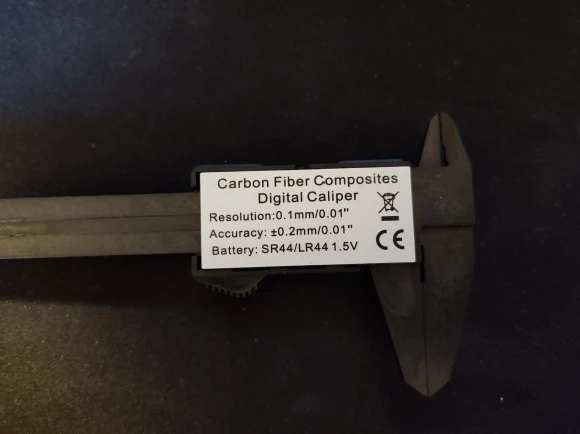 Carbon Fiber Composites
Digital Caliper
Resolution:0.1mm/0.01"
Accuracy: ±0.2mm/0.01"
Battery: SR44/LR44 1.5V
CE